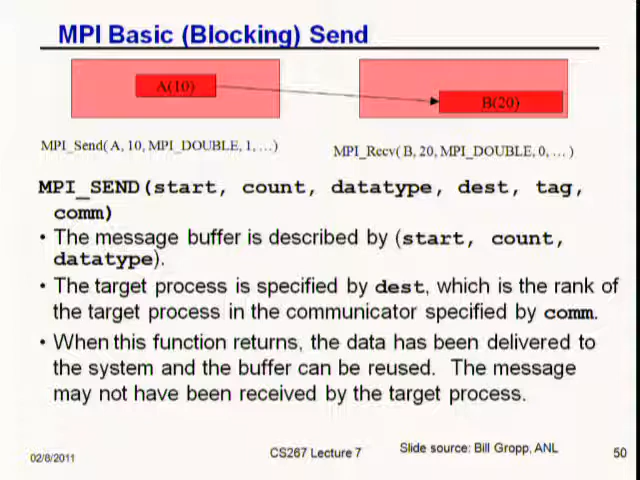 MPI Basic (Blocking) Send
A(10)
B(20)
MPI_Send( A, 10, MPI_DOUBLE, 1, ...)
MPI_Recv( B, 20, MPI_DOUBLE, 0, ... )
MPI_SEND(start, count, datatype, dest, tag,
comm)
• The message buffer is described by (start, count,
datatype).
• The target process is specified by dest, which is the rank of
the target process in the communicator specified by comm.
• When this function returns, the data has been delivered to
the system and the buffer can be reused. The message
may not have been received by the target process.
02/8/2011
CS267 Lecture 7
Slide source: Bill Gropp, ANL
50